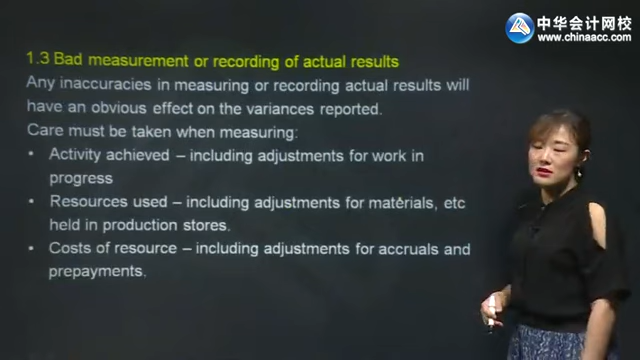 中华会计网校
www.chinaacc.com
1.3 Bad measurement or recording of actual results
Any inaccuracies in measuring or recording actual results will
have an obvious effect on the variances reported.
Care must be taken when measuring:
• Activity achieved – including adjustments for work in
progress
• Resources used – including adjustments for materials, etc
held in production stores.
• Costs of resource – including adjustments for accruals and
prepayments.